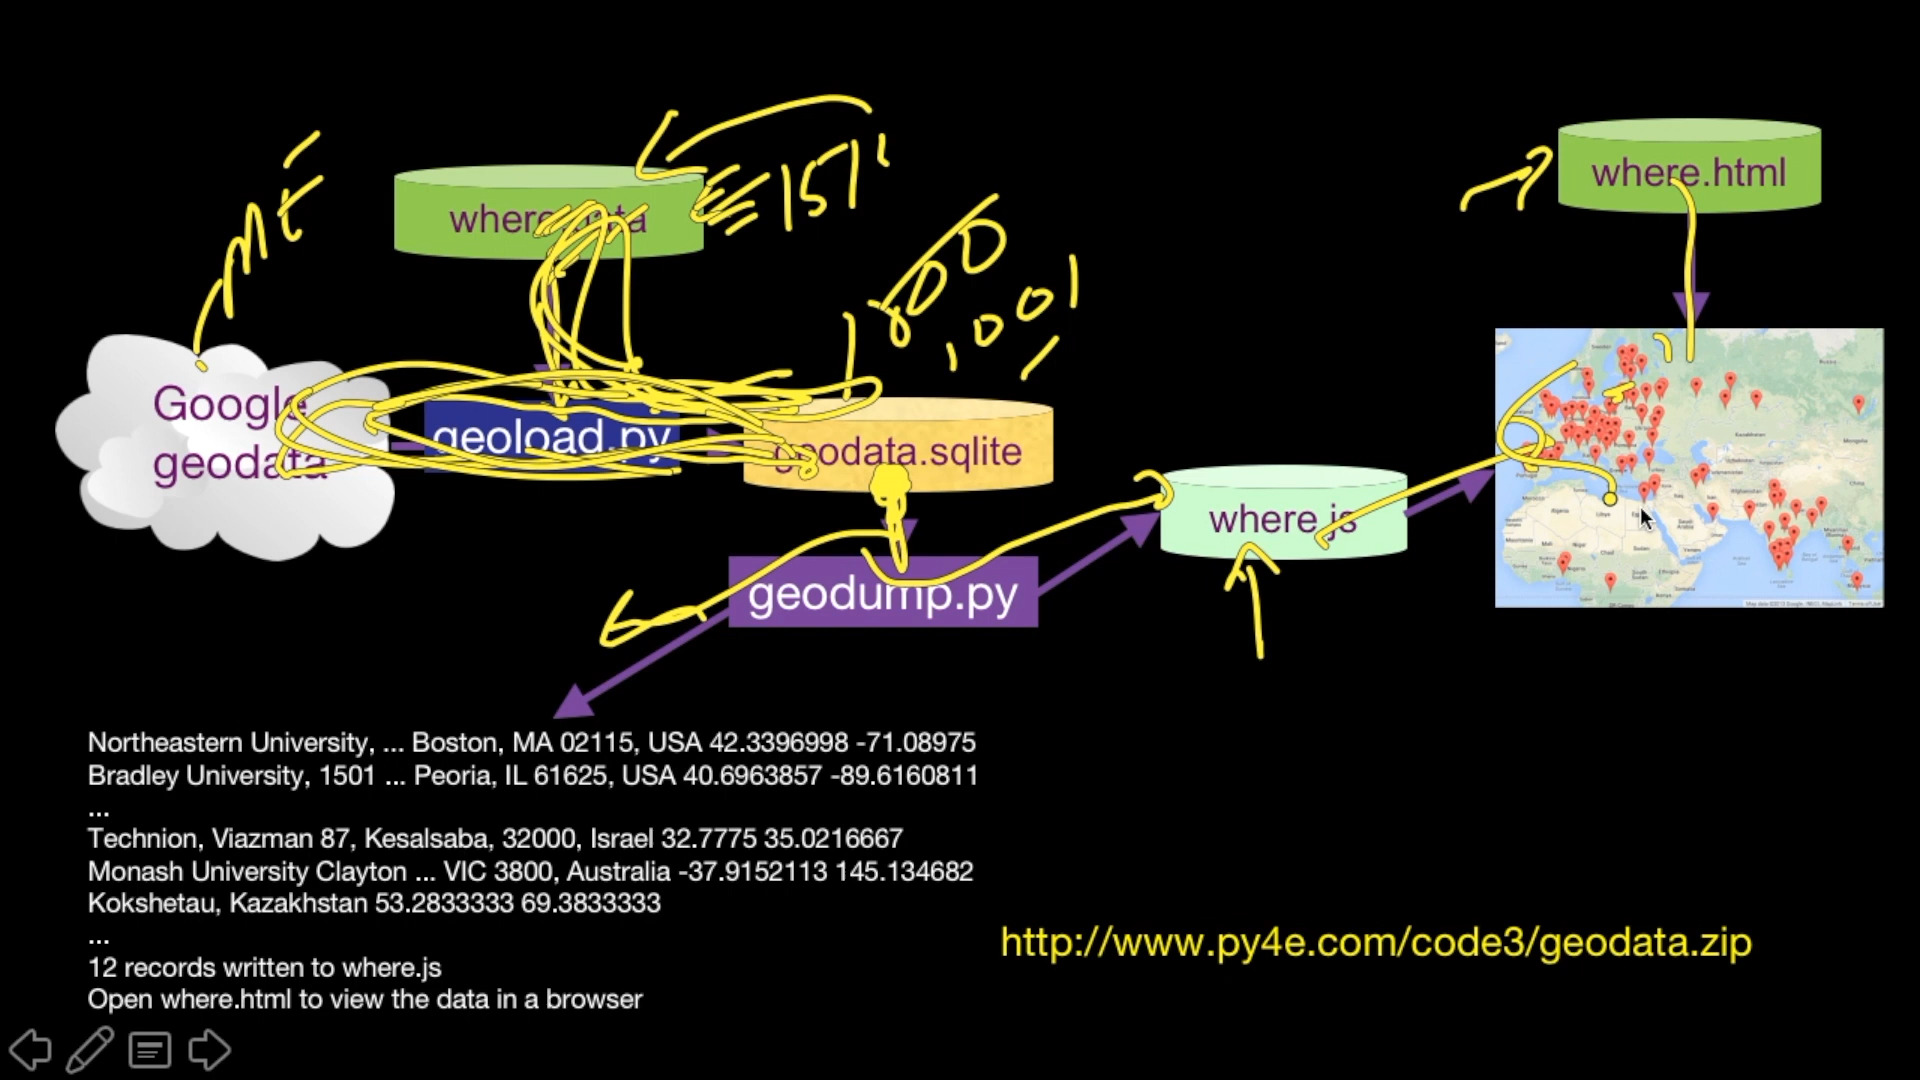 where.html
where.data
Google
geodata
geoload.py
geodata.sqlite
where.js
geodump.py
Northeastern University, ... Boston, MA 02115, USA 42.3396998 -71.08975
Bradley University, 1501 ... Peoria, IL 61625, USA 40.6963857 -89.6160811
...
Technion, Viazman 87, Kesalsaba, 32000, Israel 32.7775 35.0216667
Monash University Clayton ... VIC 3800, Australia -37.9152113 145.134682
Kokshetau, Kazakhstan 53.2833333 69.3833333
...
12 records written to where.js
Open where.html to view the data in a browser
http://www.py4e.com/code3/geodata.zip